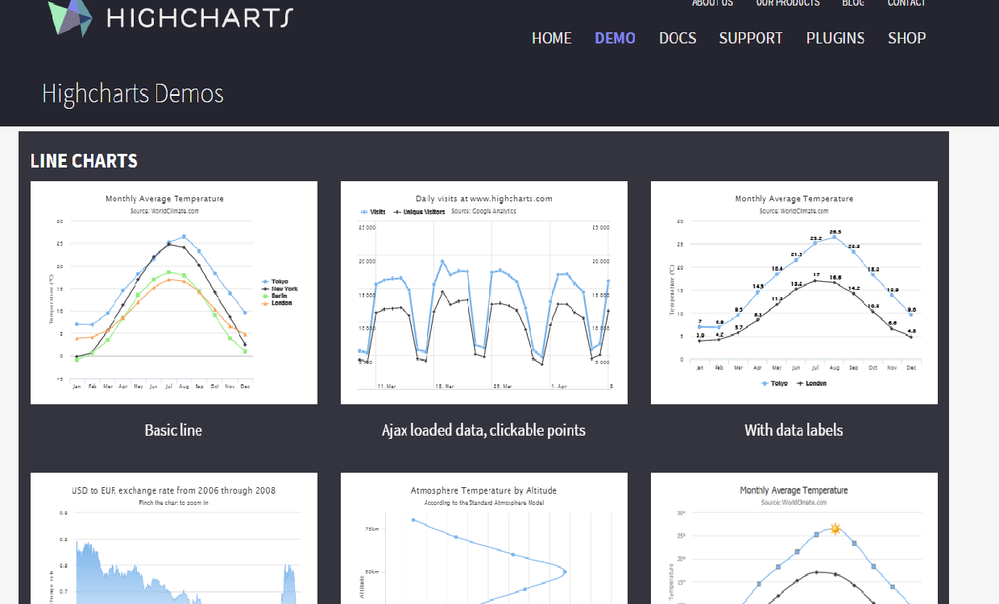 ABOUT US OUR PRODUCTS BLOG CONTACT
HIGHCHARTS
HOME DEMO DOCS SUPPORT PLUGINS SHOP
Highcharts Demos
LINE CHARTS
Monthly Average Temperature
Source: WorldClimate.com
30
25
20
15
10
5
0
-5
Temperature (°C)
Tokyo
New York
Berlin
London
Jan Feb Mar Apr May Jun Jul Aug Sep Oct Nov Dec
Basic line
Daily visits at www.highcharts.com
Visits Unique Visitors Source: Google Analytics
25 000 25 000
20 000 20 000
15 000 15 000
10 000 10 000
5 000 5 000
11. Mar 18. Mar 25. Mar 1. Apr 8.
Ajax loaded data, clickable points
Monthly Average Temperature
Source: WorldClimate.com
30
25
20
15
10
5
0
Temperature (°C)
7 6.9 9.5 14.5 18.4 21.5 25.2 26.5 23.3 18.3 13.9 9.6
3.9 4.2 5.7 8.5 11.9 15.2 17 16.6 14.2 10.3 6.6 4.8
Jan Feb Mar Apr May Jun Jul Aug Sep Oct Nov Dec
Tokyo London
With data labels
USD to EUR exchange rate from 2006 through 2008
Pinch the chart to zoom in
0.9
0.8
0.8
0.7
Atmosphere Temperature by Altitude
According to the Standard Atmosphere Model
75km
50km
Altitude
Monthly Average Temperature
Source: WorldClimate.com
30°
25°
20°
15°
Temperature